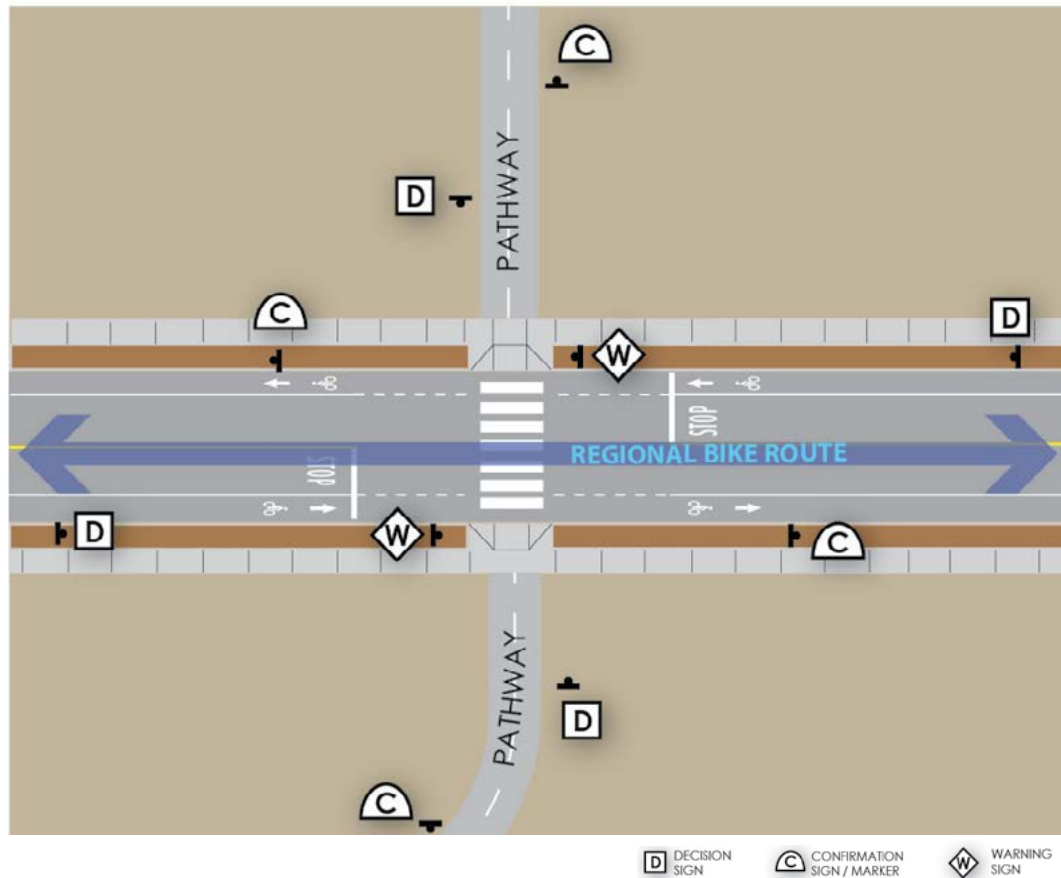 C
PATHWAY
D
C
D
W
STOP
REGIONAL BIKE ROUTE
STOP
D
W
C
PATHWAY
D
C
D DECISION SIGN
C CONFIRMATION SIGN / MARKER
W WARNING SIGN